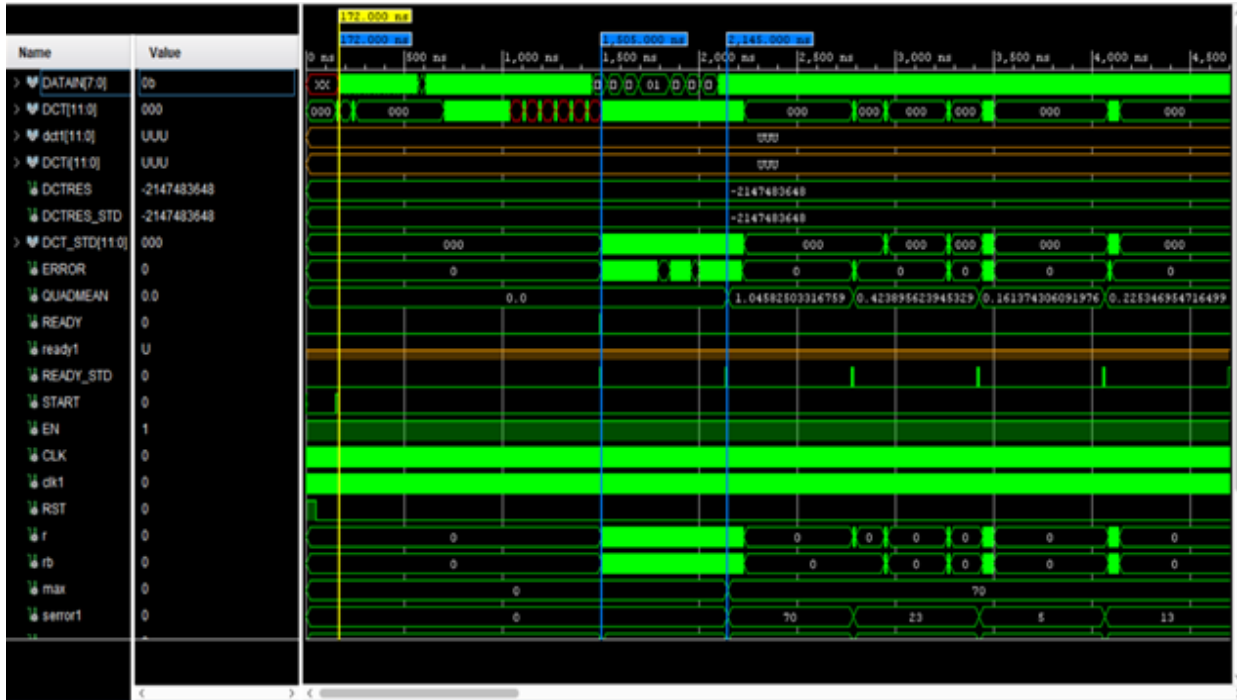 172.000 ns
172.000 ns 1,505.000 ns 2,145.000 ns
Name Value 0 ns 500 ns 1,000 ns 1,500 ns 2,000 ns 2,500 ns 3,000 ns 3,500 ns 4,000 ns 4,500
DATAIN[7:0] 0b XX 01
DCT[11:0] 000 000 000 000 000 000 000 000 000
dct1[11:0] UUU UUU
DCTi[11:0] UUU UUU
DCTRES -2147483648 -2147483648
DCTRES_STD -2147483648 -2147483648
DCT_STD[11:0] 000 000 000 000 000 000 000
ERROR 0 0 0 0 0 0 0
QUADMEAN 0.0 0.0 1.04582503316759 0.423895623945329 0.161374306091976 0.225346954716499
READY 0
ready1 U
READY_STD 0
START 0
EN 1
CLK 0
clk1 0
RST 0
r 0 0 0 0 0 0 0 0
rb 0 0 0 0 0 0 0
max 0 0 70
serror1 0 0 70 23 5 13